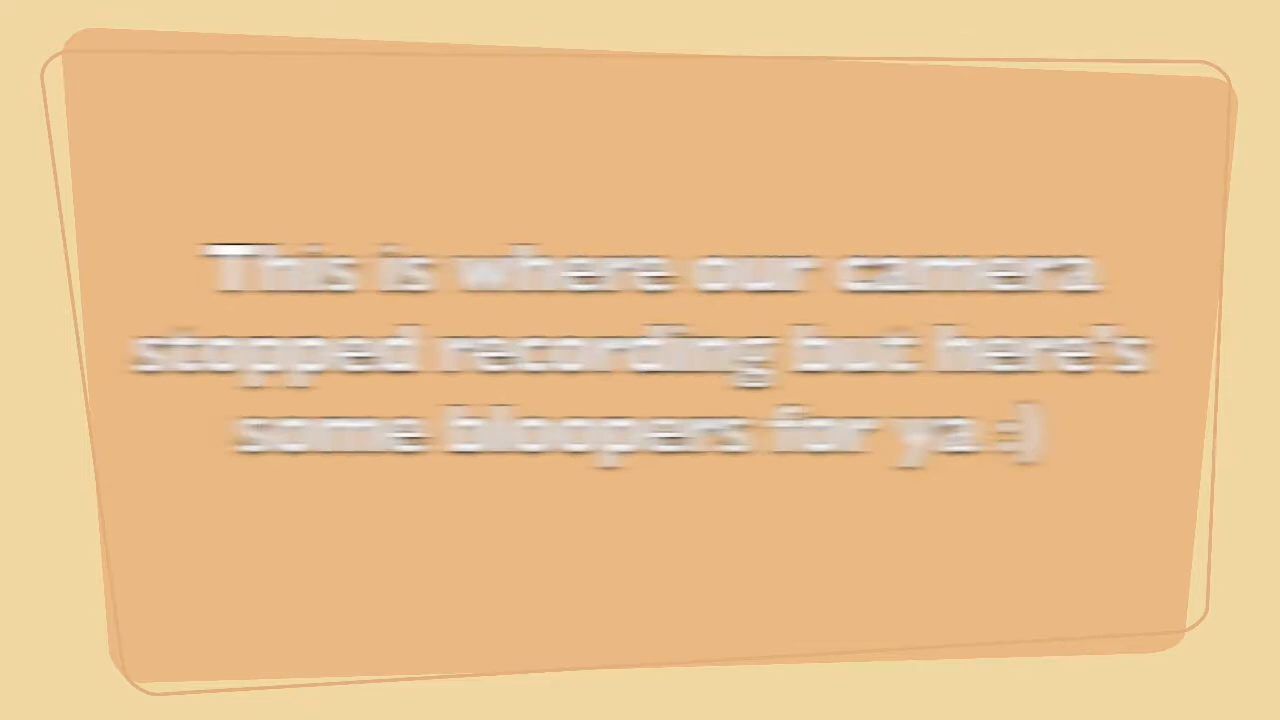 This is where our camera
stopped recording but here's
some bloopers for ya :)